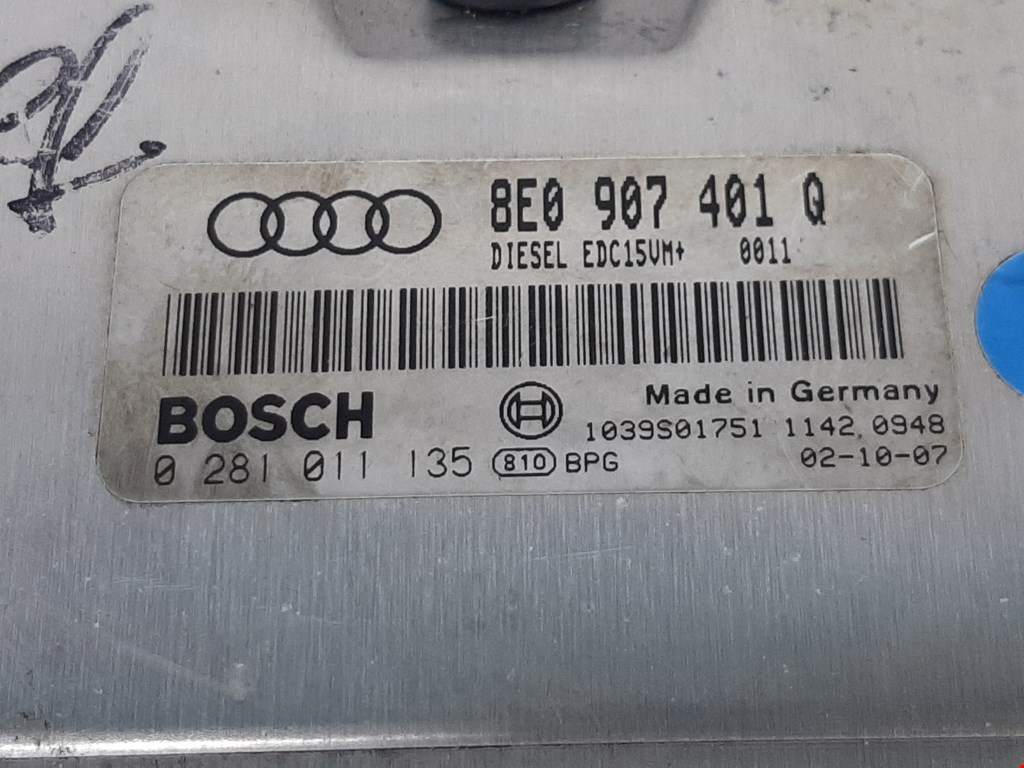 8E0 907 401 Q
DIESEL EDC15VM+ 0011
BOSCH
Made in Germany
1039S01751 1142 0948
0 281 011 135 810 BPG
02-10-07